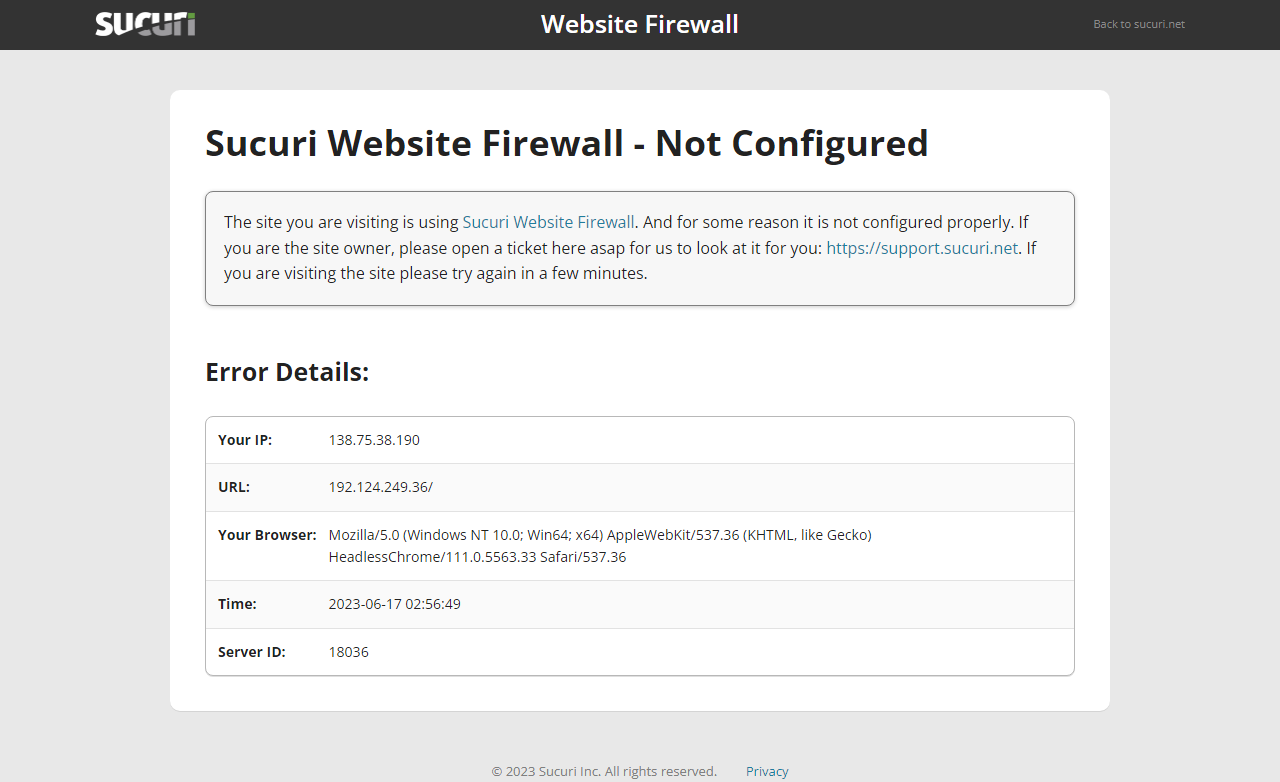 sucuri
Website Firewall
Back to sucuri.net
Sucuri Website Firewall - Not Configured
The site you are visiting is using Sucuri Website Firewall. And for some reason it is not configured properly. If
you are the site owner, please open a ticket here asap for us to look at it for you: https://support.sucuri.net. If
you are visiting the site please try again in a few minutes.
Error Details:
Your IP: 138.75.38.190
URL: 192.124.249.36/
Your Browser: Mozilla/5.0 (Windows NT 10.0; Win64; x64) AppleWebKit/537.36 (KHTML, like Gecko)
HeadlessChrome/111.0.5563.33 Safari/537.36
Time: 2023-06-17 02:56:49
Server ID: 18036
© 2023 Sucuri Inc. All rights reserved. Privacy